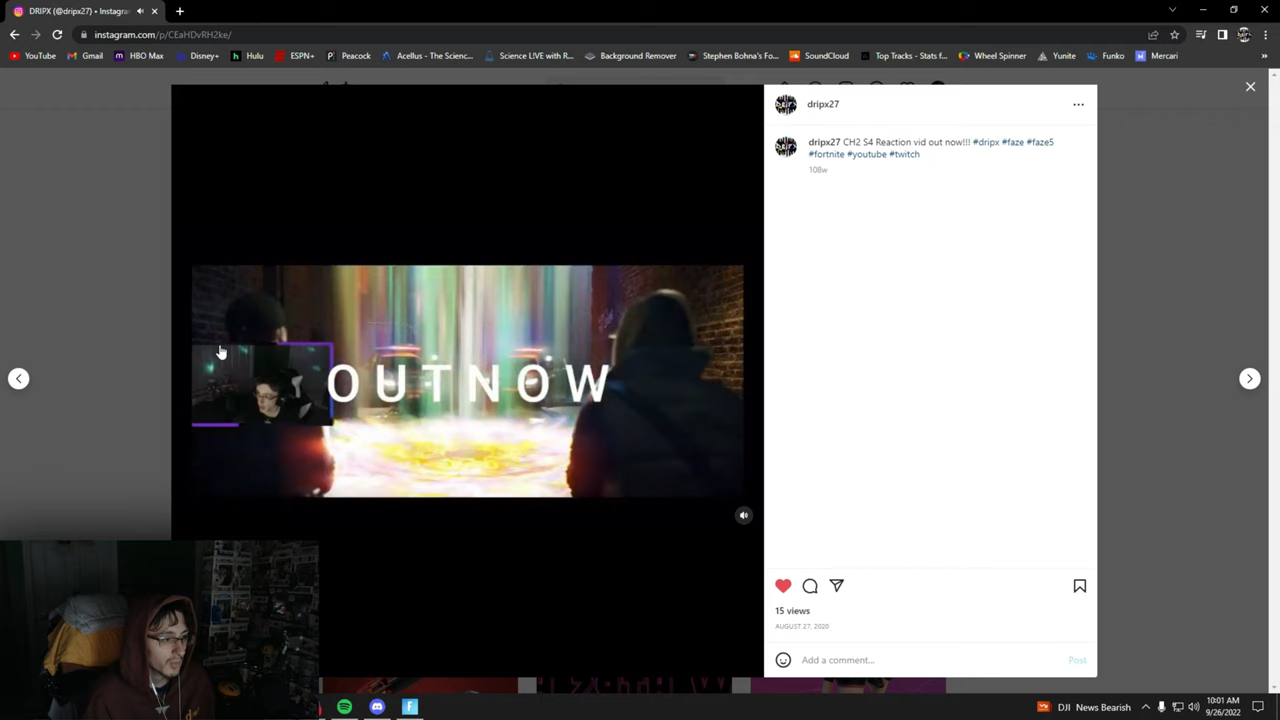 DRIPX (@dripx27) • Instagram
instagram.com/p/CEaHDvRH2ke/
YouTube
Gmail
HBO Max
Disney+
Hulu
ESPN+
Peacock
Acellus - The Scienc...
Science LIVE with R...
Background Remover
Stephen Bohna's Fo...
SoundCloud
Top Tracks - Stats f...
Wheel Spinner
Yunite
Funko
Mercari
dripx27
dripx27 CH2 S4 Reaction vid out now!!! #dripx #faze #faze5
#fortnite #youtube #twitch
108w
OUTNOW
15 views
AUGUST 27, 2020
Add a comment...
Post
DJI News Bearish
10:01 AM
9/26/2022